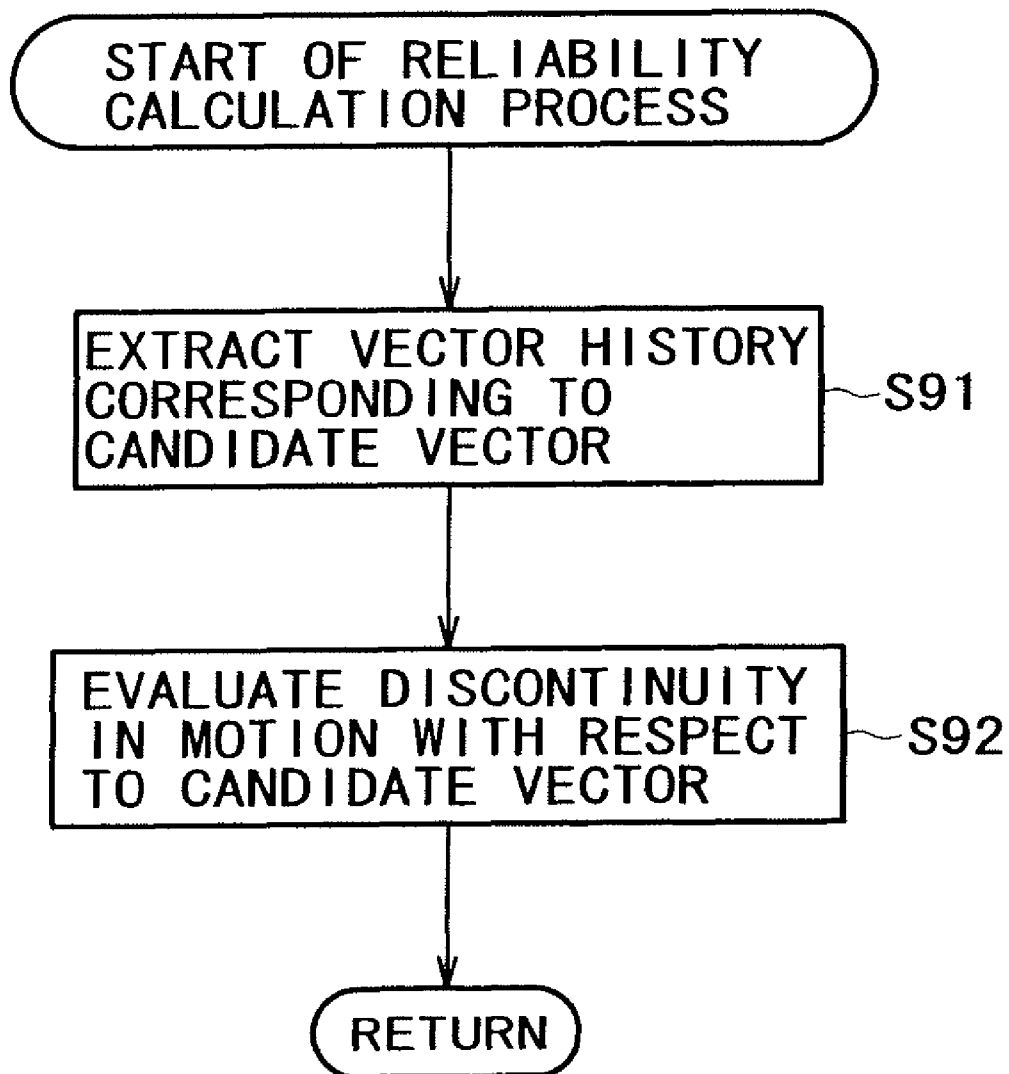 START OF RELIABILITY
CALCULATION PROCESS
EXTRACT VECTOR HISTORY
CORRESPONDING TO
CANDIDATE VECTOR
S91
EVALUATE DISCONTINUITY
IN MOTION WITH RESPECT
TO CANDIDATE VECTOR
S92
RETURN